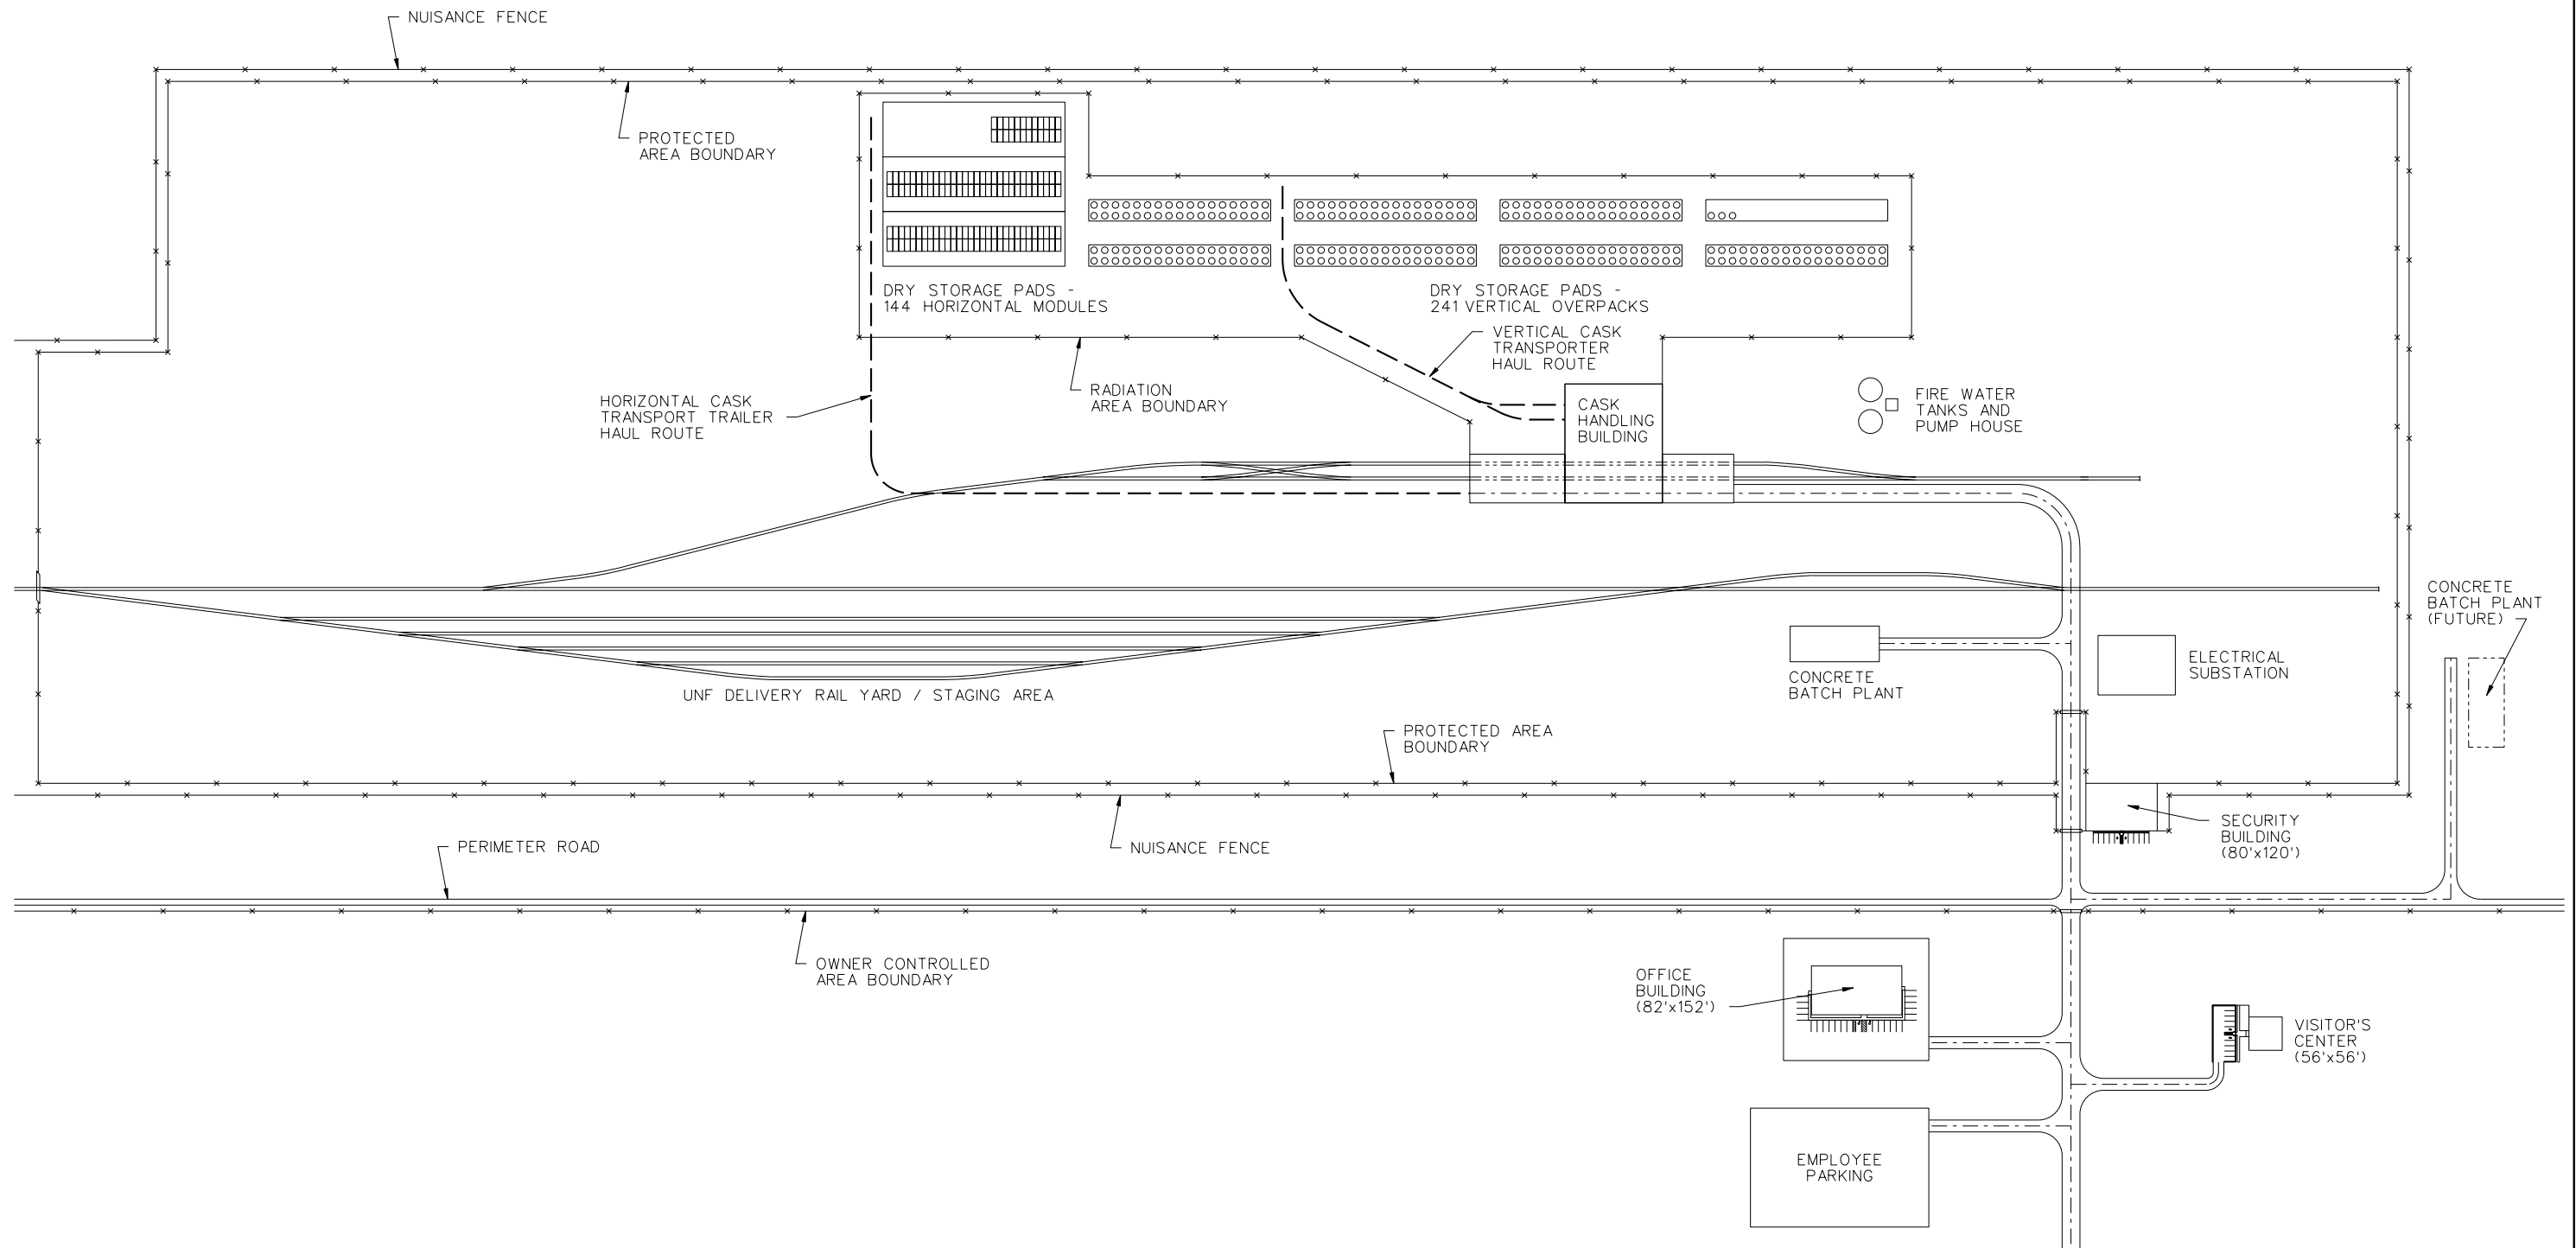 NUISANCE FENCE
PROTECTED
AREA BOUNDARY
DRY STORAGE PADS -
144 HORIZONTAL MODULES
DRY STORAGE PADS -
241 VERTICAL OVERPACKS
VERTICAL CASK
TRANSPORTER
HAUL ROUTE
RADIATION
AREA BOUNDARY
HORIZONTAL CASK
TRANSPORT TRAILER
HAUL ROUTE
CASK
HANDLING
BUILDING
FIRE WATER
TANKS AND
PUMP HOUSE
CONCRETE
BATCH PLANT
(FUTURE)
ELECTRICAL
SUBSTATION
CONCRETE
BATCH PLANT
UNF DELIVERY RAIL YARD / STAGING AREA
PROTECTED AREA
BOUNDARY
SECURITY
BUILDING
(80'x120')
PERIMETER ROAD
NUISANCE FENCE
OWNER CONTROLLED
AREA BOUNDARY
OFFICE
BUILDING
(82'x152')
VISITOR'S
CENTER
(56'x56')
EMPLOYEE
PARKING